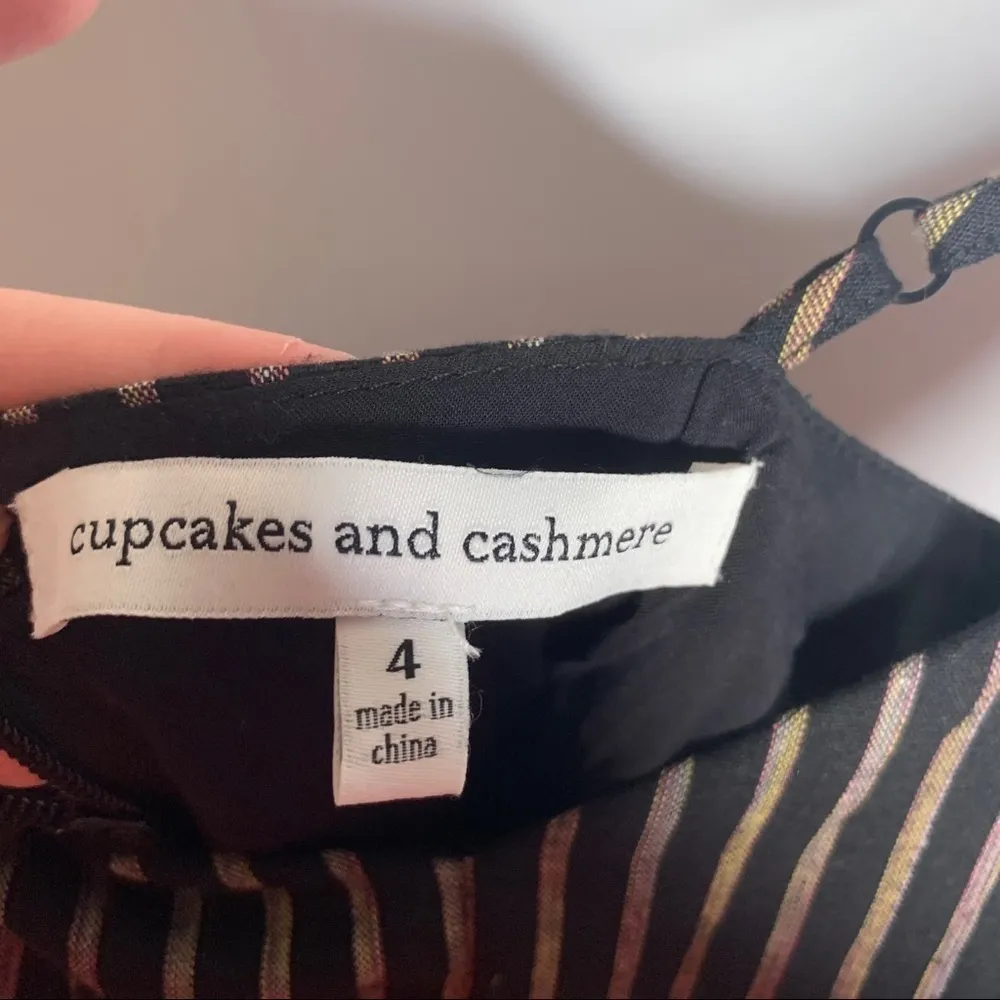 cupcakes and cashmere
4
made in
china